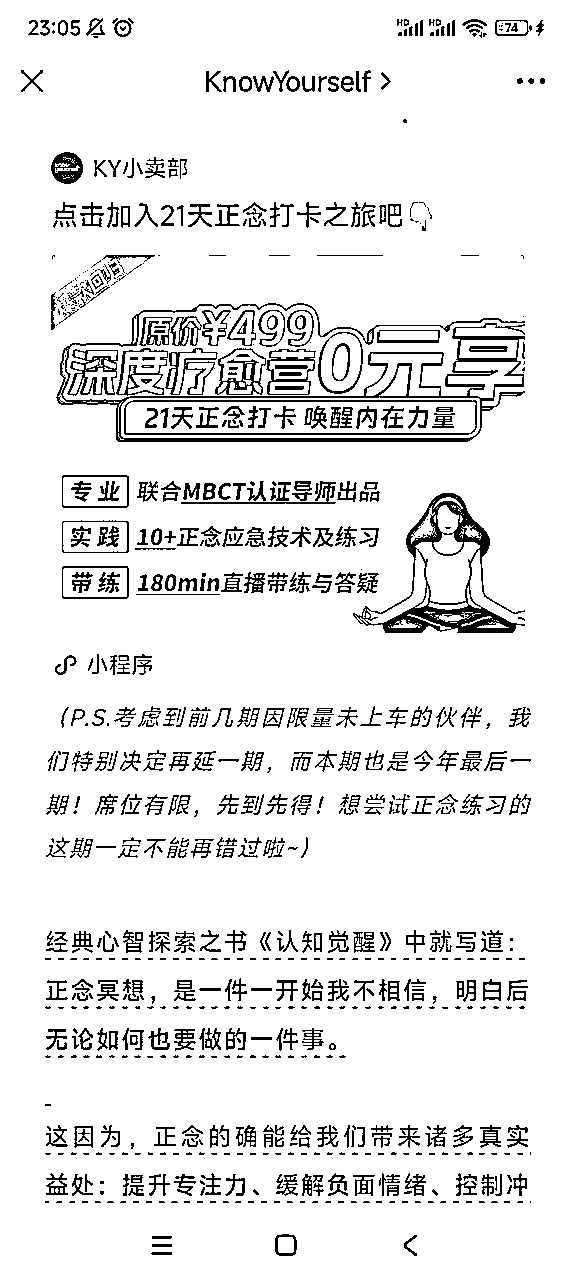 23:05
HD HD 74
KnowYourself
KY小卖部
点击加入21天正念打卡之旅吧
爆款回归
原价¥499
深度疗愈营0元享
21天正念打卡 唤醒内在力量
专业 联合MBCT认证导师出品
实践 10+正念应急技术及练习
带练 180min直播带练与答疑
小程序
（P.S.考虑到前几期因限量未上车的伙伴，我
们特别决定再延一期，而本期也是今年最后一
期！席位有限，先到先得！想尝试正念练习的
这期一定不能再错过啦~）
经典心智探索之书《认知觉醒》中就写道：
正念冥想，是一件一开始我不相信，明白后
无论如何也要做的一件事。
-
这因为，正念的确能给我们带来诸多真实
益处：提升专注力、缓解负面情绪、控制冲